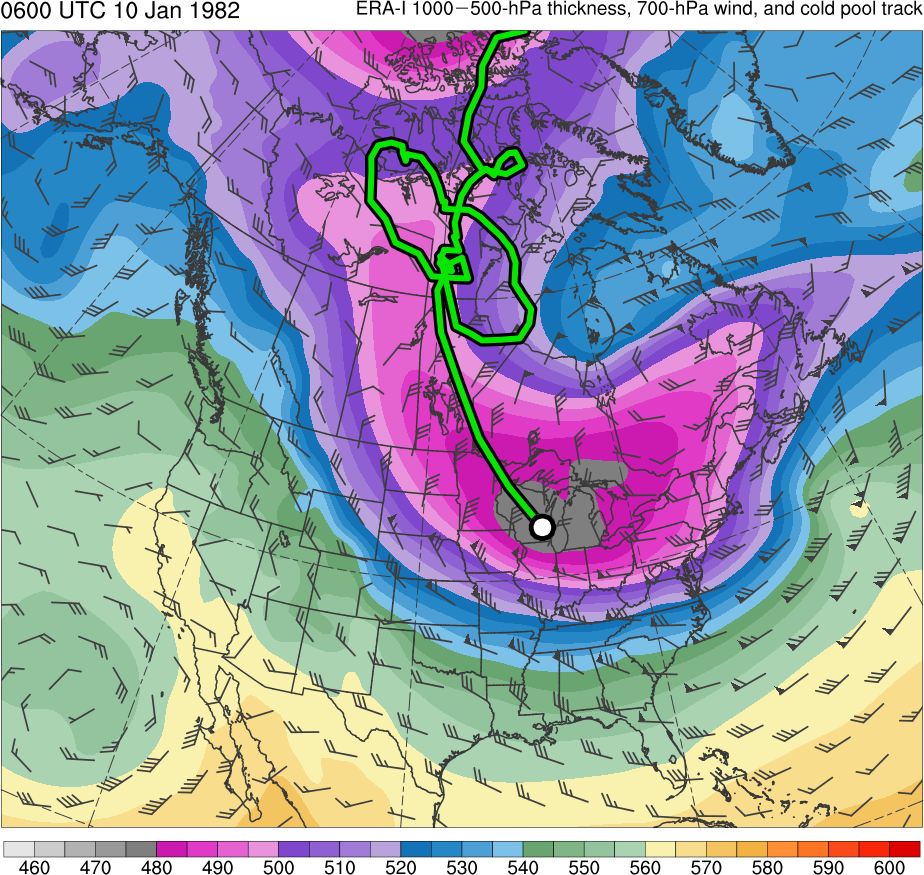 0600 UTC 10 Jan 1982 ERA-I 1000−500-hPa thickness, 700-hPa wind, and cold pool track
460 470 480 490 500 510 520 530 540 550 560 570 580 590 600